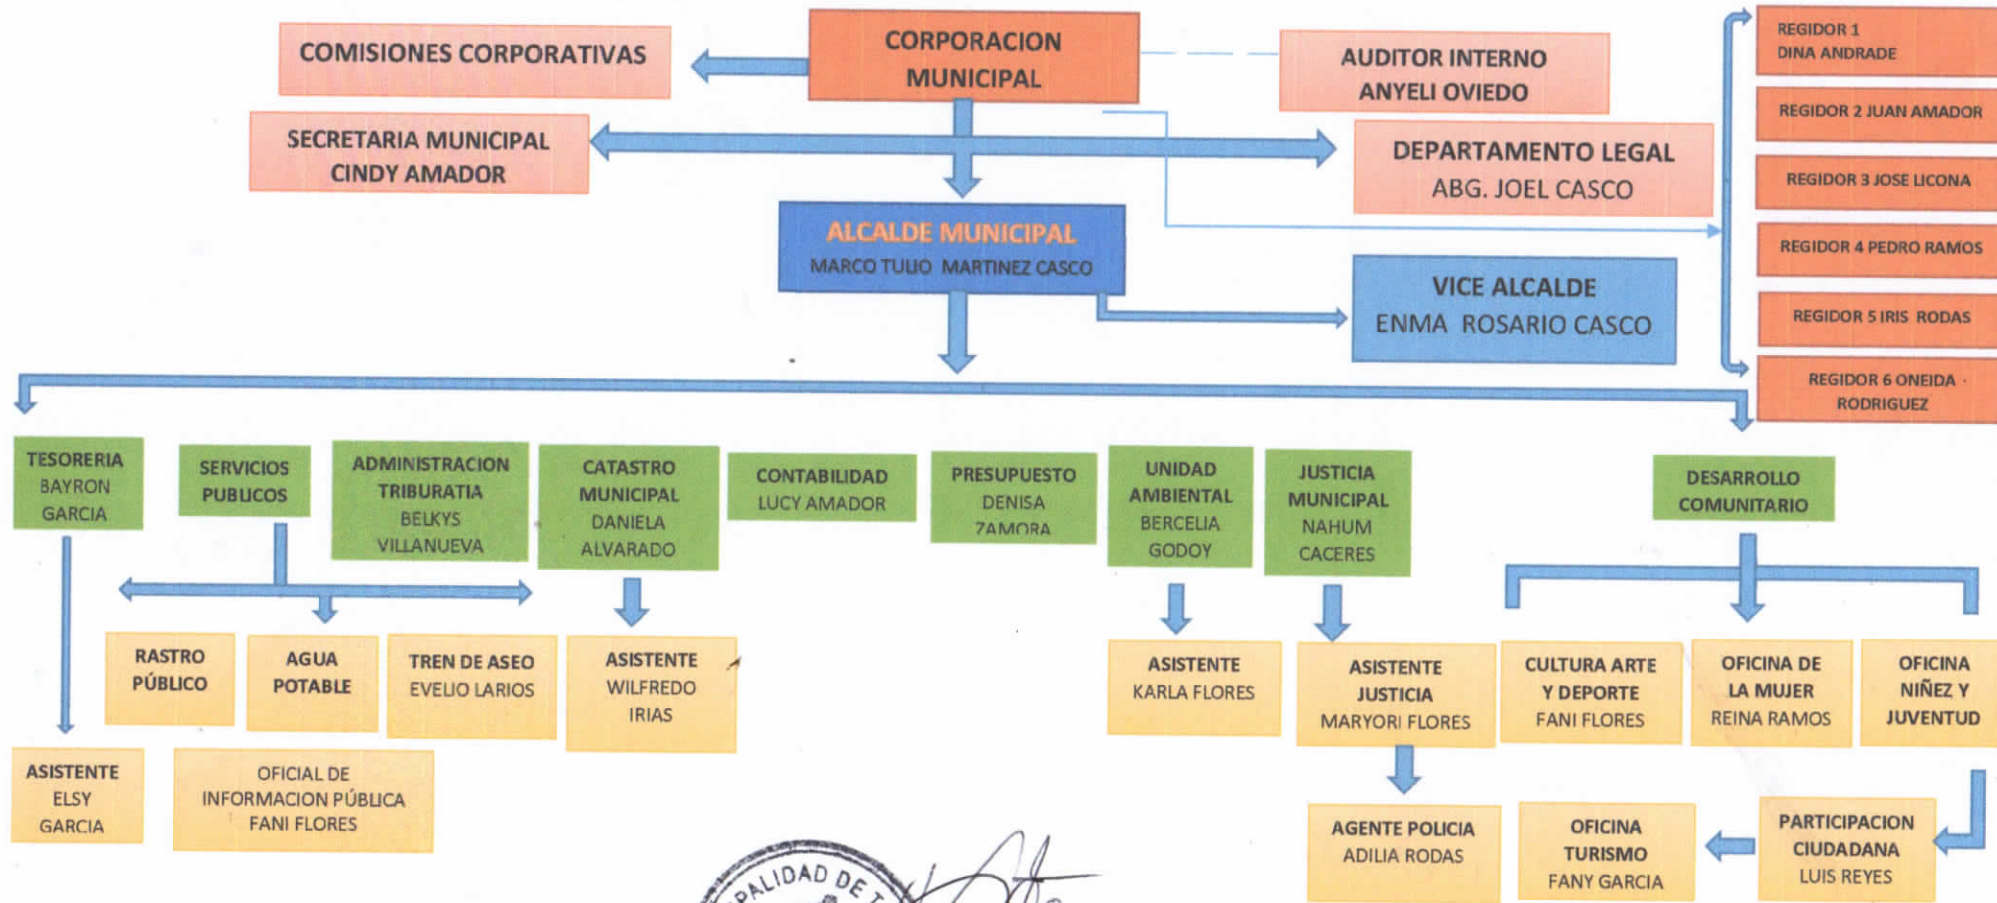 COMISIONES CORPORATIVAS
CORPORACION
MUNICIPAL
AUDITOR INTERNO
ANYELI OVIEDO
REGIDOR 1
DINA ANDRADE
REGIDOR 2 JUAN AMADOR
REGIDOR 3 JOSE LICONA
REGIDOR 4 PEDRO RAMOS
REGIDOR 5 IRIS RODAS
REGIDOR 6 ONEIDA
RODRIGUEZ
SECRETARIA MUNICIPAL
CINDY AMADOR
DEPARTAMENTO LEGAL
ABG. JOEL CASCO
ALCALDE MUNICIPAL
MARCO TULIO MARTINEZ CASCO
VICE ALCALDE
ENMA ROSARIO CASCO
TESORERIA
BAYRON
GARCIA
SERVICIOS
PUBLICOS
ADMINISTRACION
TRIBURATIA
BELKYS
VILLANUEVA
CATASTRO
MUNICIPAL
DANIELA
ALVARADO
CONTABILIDAD
LUCY AMADOR
PRESUPUESTO
DENISA
ZAMORA
UNIDAD
AMBIENTAL
BERCELIA
GODOY
JUSTICIA
MUNICIPAL
NAHUM
CACERES
DESARROLLO
COMUNITARIO
RASTRO
PÚBLICO
AGUA
POTABLE
TREN DE ASEO
EVELIO LARIOS
ASISTENTE
WILFREDO
IRIAS
ASISTENTE
KARLA FLORES
ASISTENTE
JUSTICIA
MARYORI FLORES
CULTURA ARTE
Y DEPORTE
FANI FLORES
OFICINA DE
LA MUJER
REINA RAMOS
OFICINA
NIÑEZ Y
JUVENTUD
ASISTENTE
ELSY
GARCIA
OFICIAL DE
INFORMACION PÚBLICA
FANI FLORES
AGENTE POLICIA
ADILIA RODAS
OFICINA
TURISMO
FANY GARCIA
PARTICIPACION
CIUDADANA
LUIS REYES
DE